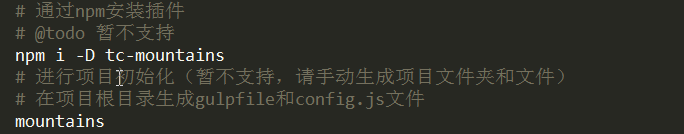 # 通过npm安装插件
# @todo 暂不支持
npm i -D tc-mountains
# 进行项目初始化（暂不支持，请手动生成项目文件夹和文件）
# 在项目根目录生成gulpfile和config.js文件
mountains